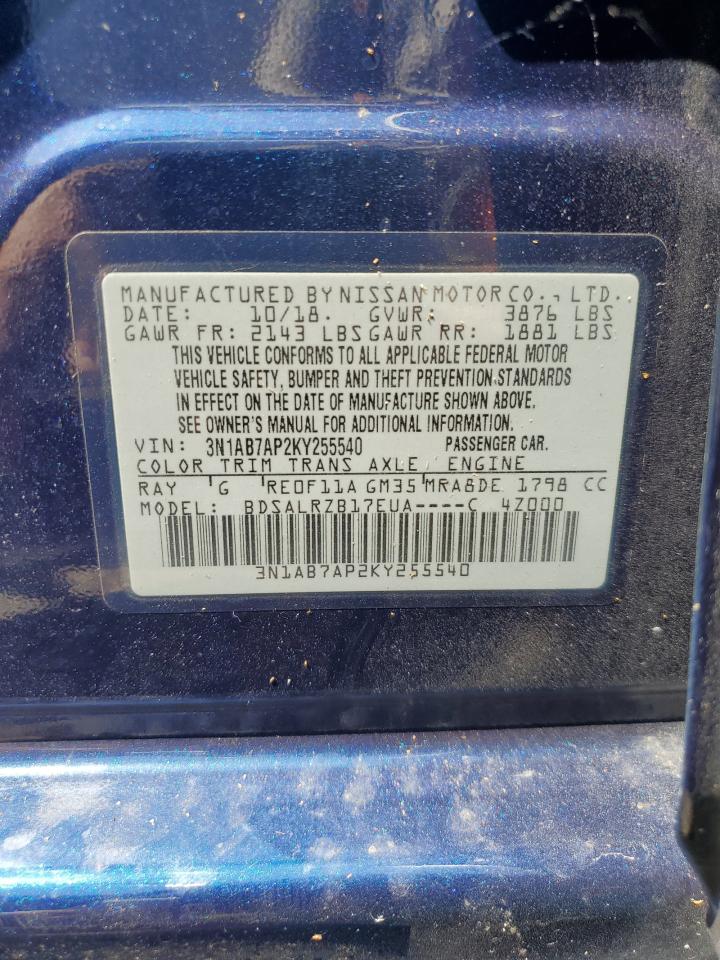 MANUFACTURED BY NISSAN MOTOR CO., LTD.
DATE: 10/18. GVWR: 3876 LBS
GAWR FR: 2143 LBS GAWR RR: 1881 LBS
THIS VEHICLE CONFORMS TO ALL APPLICABLE FEDERAL MOTOR
VEHICLE SAFETY, BUMPER AND THEFT PREVENTION STANDARDS
IN EFFECT ON THE DATE OF MANUFACTURE SHOWN ABOVE.
SEE OWNER'S MANUAL FOR ADDITIONAL INFORMATION.
VIN: 3N1AB7AP2KY255540 PASSENGER CAR.
COLOR TRIM TRANS AXLE ENGINE
RAY G RE0F11A GM35 MRA8DE 1798 CC
MODEL: BDSALRZB17EUA----C 4Z000
3N1AB7AP2KY255540